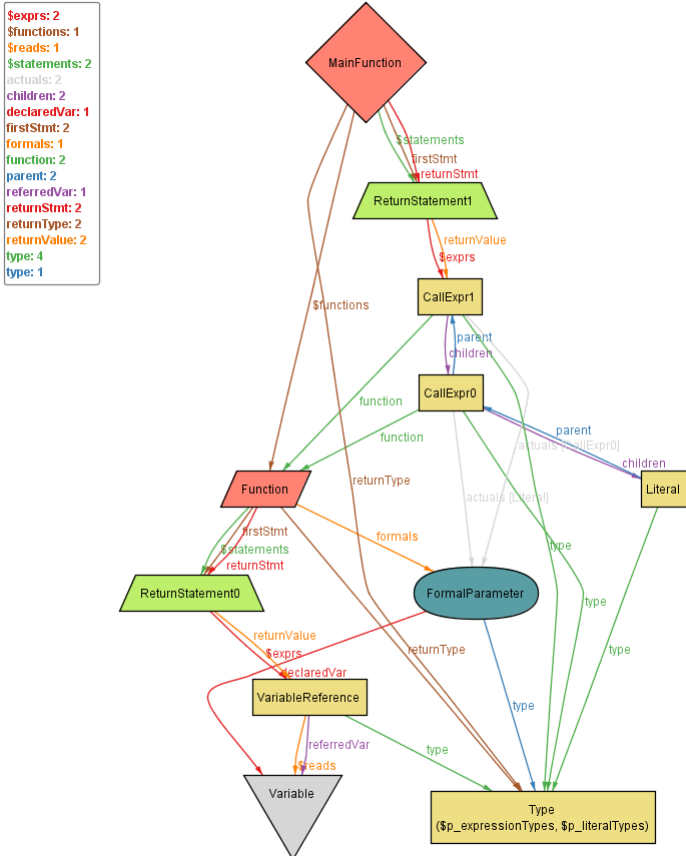 $exprs: 2
$functions: 1
$reads: 1
$statements: 2
actuals: 2
children: 2
declaredVar: 1
firstStmt: 2
formals: 1
function: 2
parent: 2
referredVar: 1
returnStmt: 2
returnType: 2
returnValue: 2
type: 4
type: 1
MainFunction
$statements
firstStmt
returnStmt
ReturnStatement1
returnValue
$exprs
CallExpr1
$functions
parent
children
CallExpr0
function
function
parent
actuals [CallExpr0]
children
returnType
Function
Literal
actuals [Literal]
firstStmt
$statements
returnStmt
formals
type
ReturnStatement0
FormalParameter
type
returnValue
$exprs
returnType
type
declaredVar
VariableReference
type
referredVar
type
$reads
Variable
Type
($p_expressionTypes, $p_literalTypes)